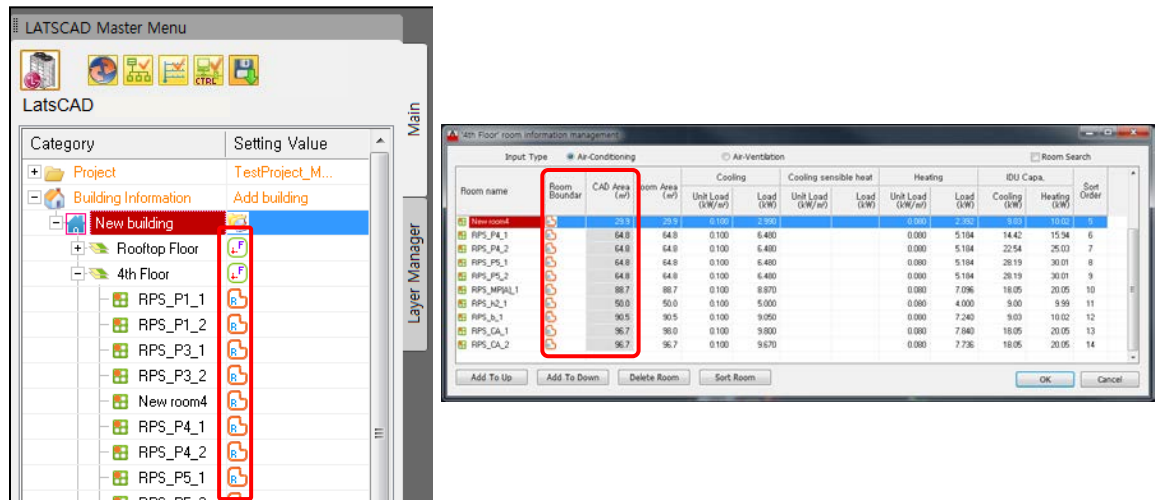 LATSCAD Master Menu
CTRL
LatsCAD
Category Setting Value
Project TestProject_M...
Building Information Add building
New building
Rooftop Floor F
4th Floor F
RPS_P1_1 R
RPS_P1_2 R
RPS_P3_1 R
RPS_P3_2 R
New room4 R
RPS_P4_1 R
RPS_P4_2 R
RPS_P5_1 R
Main
Layer Manager
'4th Floor' room information management
Input Type Air-Conditioning Air-Ventilation Room Search
Cooling Cooling sensible heat Heating IDU Capa,
Room name Room Boundar CAD Area (㎡) oom Area (㎡) Unit Load (kW/㎡) Load (kW) Unit Load (kW/㎡) Load (kW) Unit Load (kW/㎡) Load (kW) Cooling (kW) Heating (kW) Sort Order
New room4 29.9 29.9 0.100 2.990 0.080 2.392 9.03 10.02 5
RPS_P4_1 64.8 64.8 0.100 6.480 0.080 5.184 14.42 15.94 6
RPS_P4_2 64.8 64.8 0.100 6.480 0.080 5.184 22.54 25.03 7
RPS_P5_1 64.8 64.8 0.100 6.480 0.080 5.184 28.19 30.01 8
RPS_P5_2 64.8 64.8 0.100 6.480 0.080 5.184 28.19 30.01 9
RPS_MP(A)_1 88.7 88.7 0.100 8.870 0.080 7.096 18.05 20.05 10
RPS_h2_1 50.0 50.0 0.100 5.000 0.080 4.000 9.00 9.99 11
RPS_b_1 90.5 90.5 0.100 9.050 0.080 7.240 9.03 10.02 12
RPS_CA_1 96.7 98.0 0.100 9.800 0.080 7.840 18.05 20.05 13
RPS_CA_2 96.7 96.7 0.100 9.670 0.080 7.736 18.05 20.05 14
Add To Up Add To Down Delete Room Sort Room OK Cancel